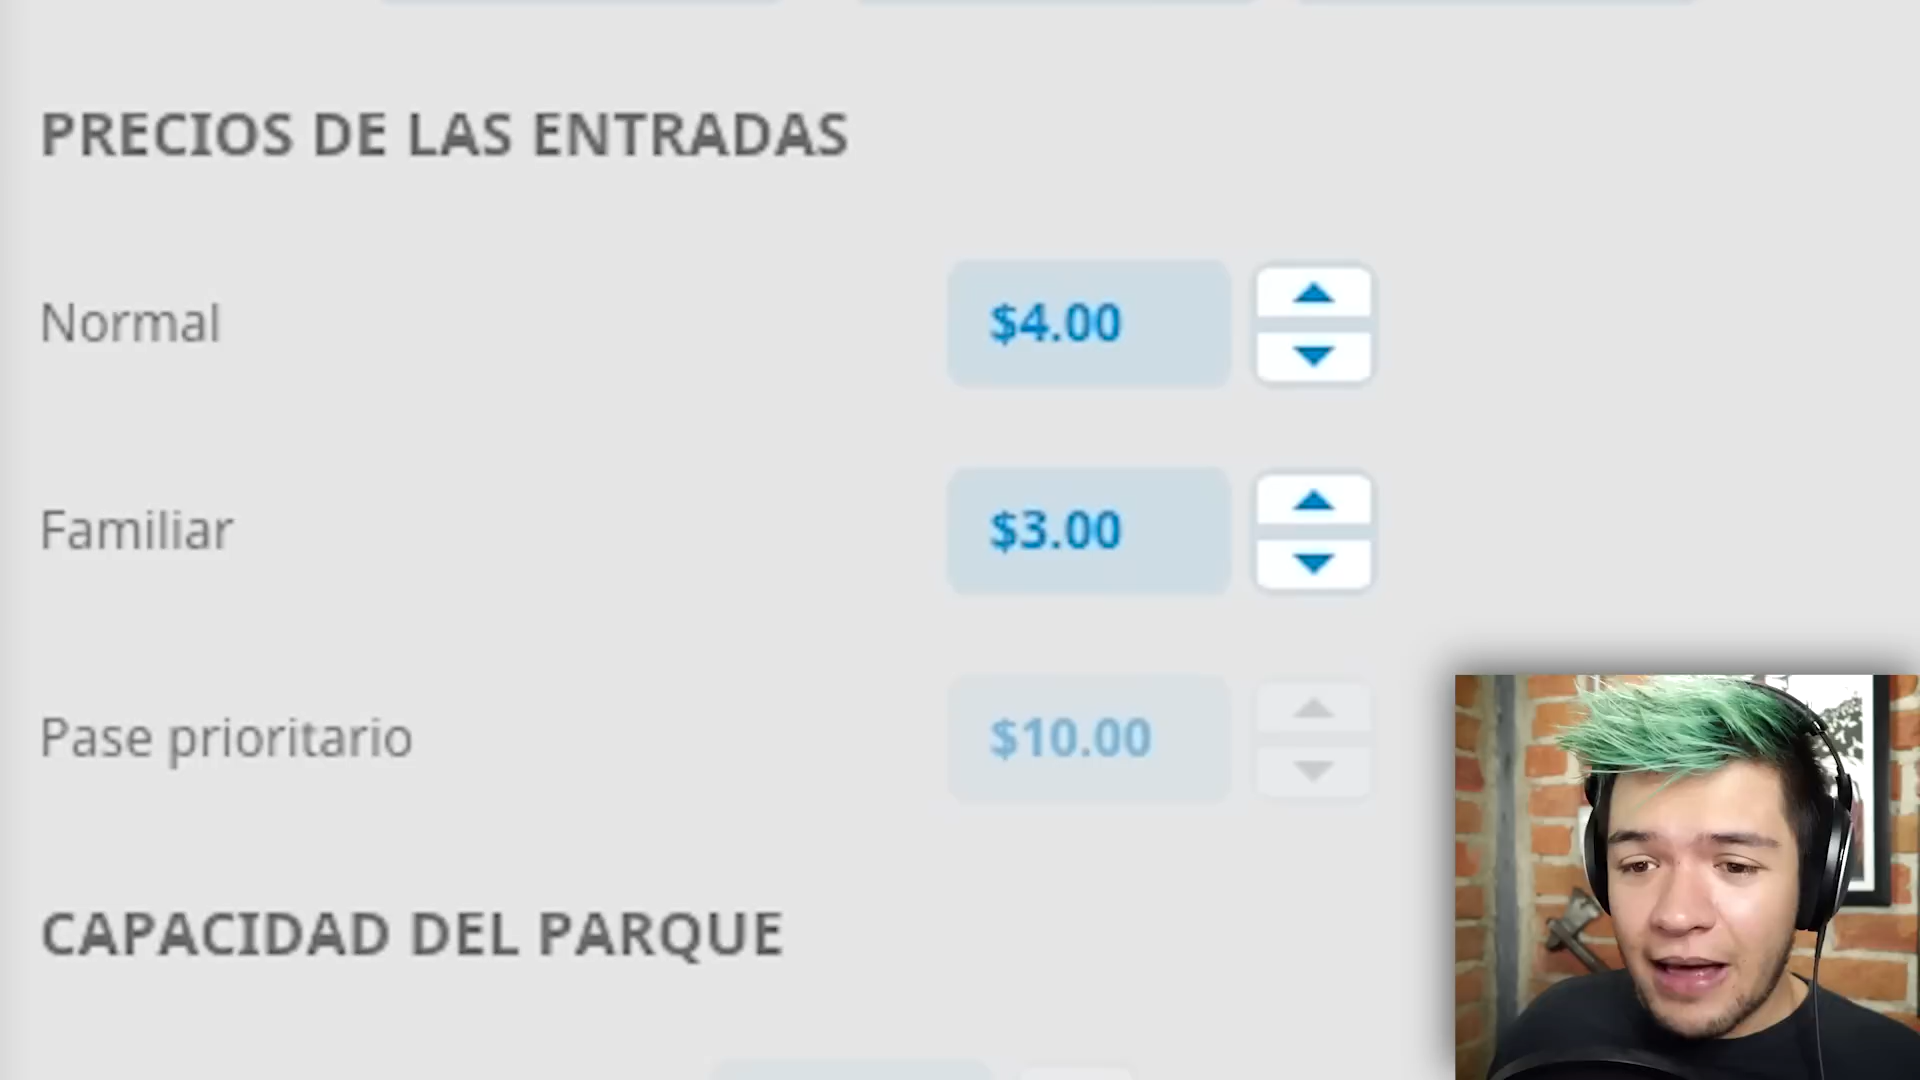 PRECIOS DE LAS ENTRADAS
Normal $4.00
Familiar $3.00
Pase prioritario $10.00
CAPACIDAD DEL PARQUE